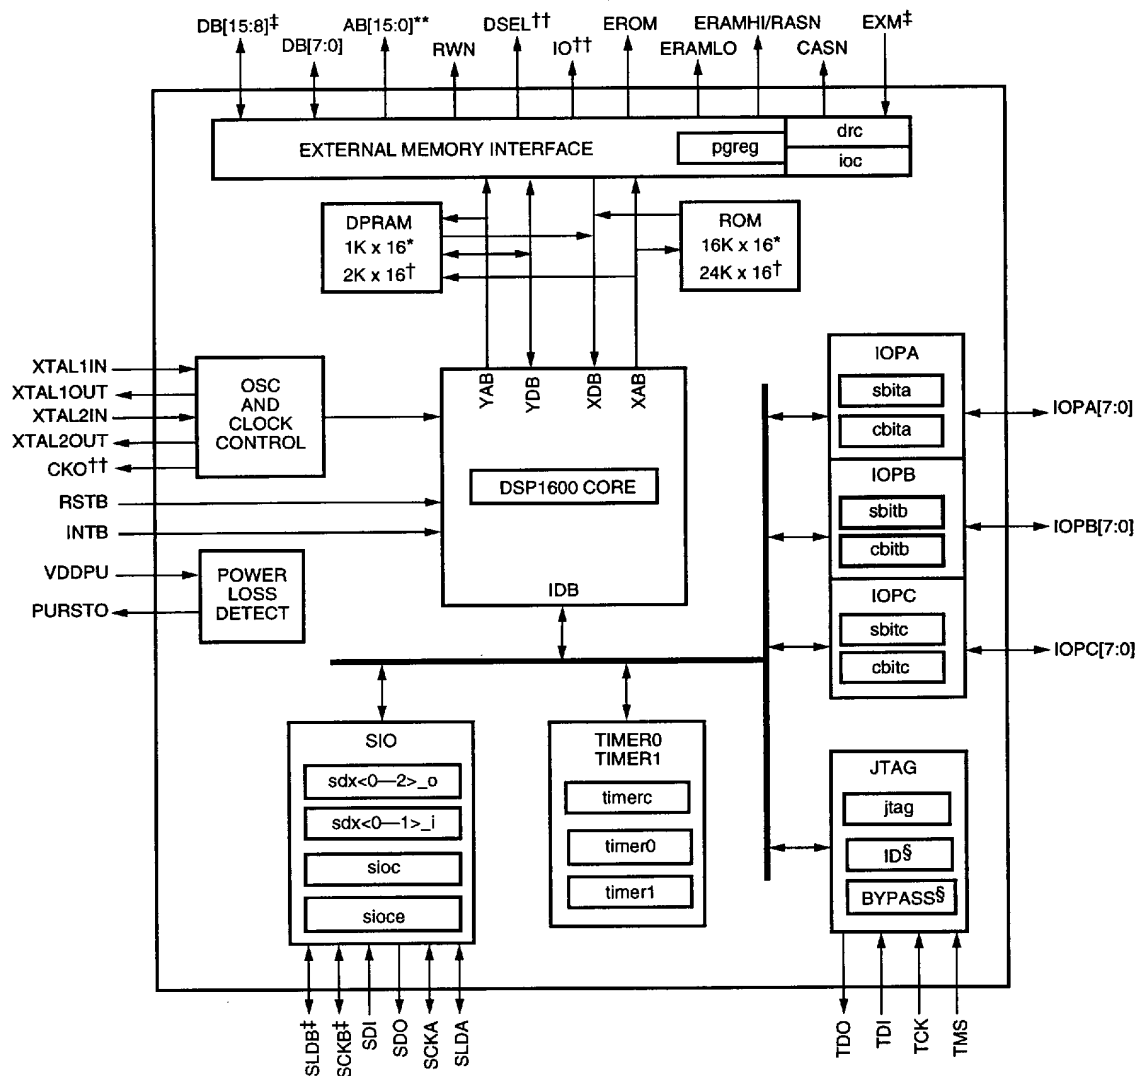 DB[15:8]‡
DB[7:0]
AB[15:0]**
RWN
DSEL††
IO††
EROM
ERAMLO
ERAMHI/RASN
CASN
EXM‡
EXTERNAL MEMORY INTERFACE
pgreg
drc
ioc
DPRAM
1K x 16*
2K x 16†
ROM
16K x 16*
24K x 16†
XTAL1IN
XTAL1OUT
XTAL2IN
XTAL2OUT
CKO††
RSTB
INTB
VDDPU
PURSTO
OSC
AND
CLOCK
CONTROL
POWER
LOSS
DETECT
YAB
YDB
XDB
XAB
DSP1600 CORE
IDB
IOPA
sbita
cbita
IOPB
sbitb
cbitb
IOPC
sbitc
cbitc
IOPA[7:0]
IOPB[7:0]
IOPC[7:0]
SIO
sdx<0—2>_o
sdx<0—1>_i
sioc
sioce
TIMER0
TIMER1
timerc
timer0
timer1
JTAG
jtag
ID§
BYPASS§
SLDB‡
SCKB‡
SDI
SDO
SCKA
SLDA
TDO
TDI
TCK
TMS